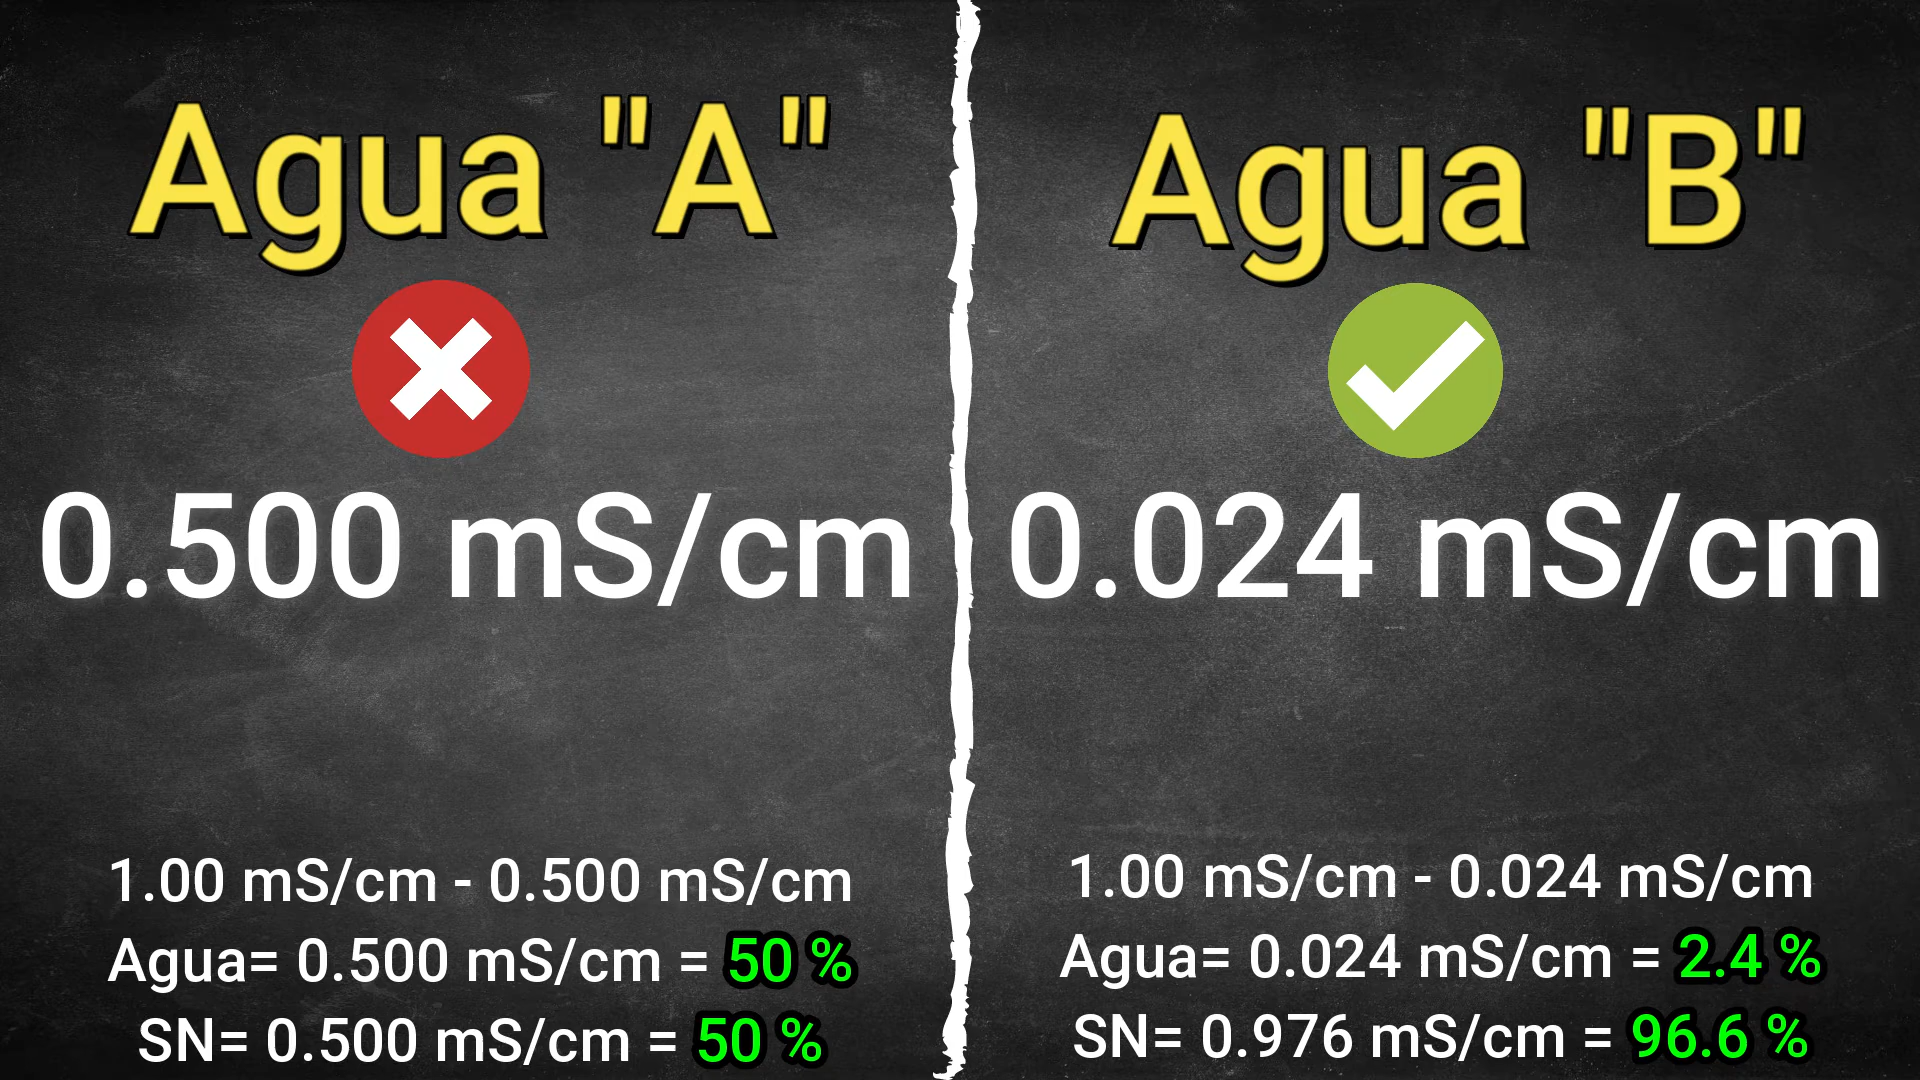 Agua "A"
0.500 mS/cm
1.00 mS/cm - 0.500 mS/cm
Agua= 0.500 mS/cm = 50 %
SN= 0.500 mS/cm = 50 %
Agua "B"
0.024 mS/cm
1.00 mS/cm - 0.024 mS/cm
Agua= 0.024 mS/cm = 2.4 %
SN= 0.976 mS/cm = 96.6 %